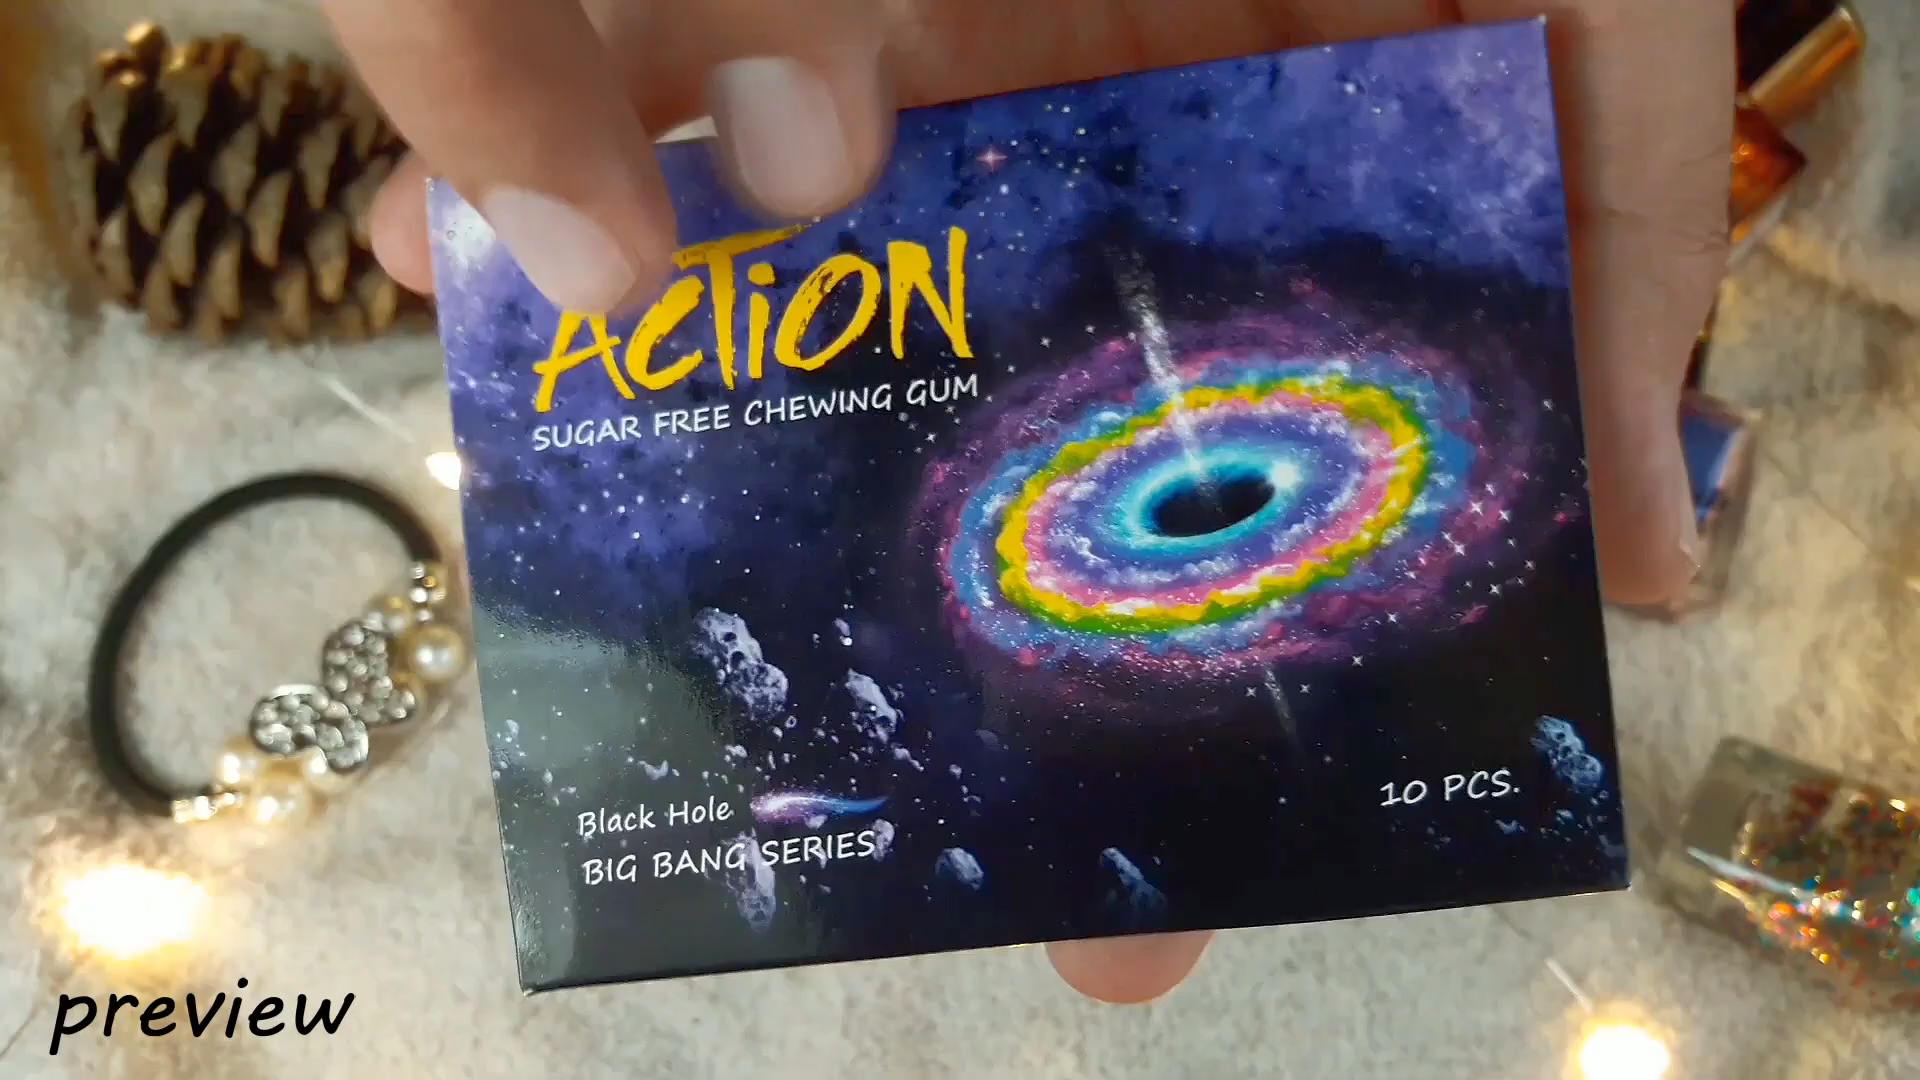 ACTiON
SUGAR FREE CHEWING GUM
Black Hole
BIG BANG SERIES
10 PCS.
preview